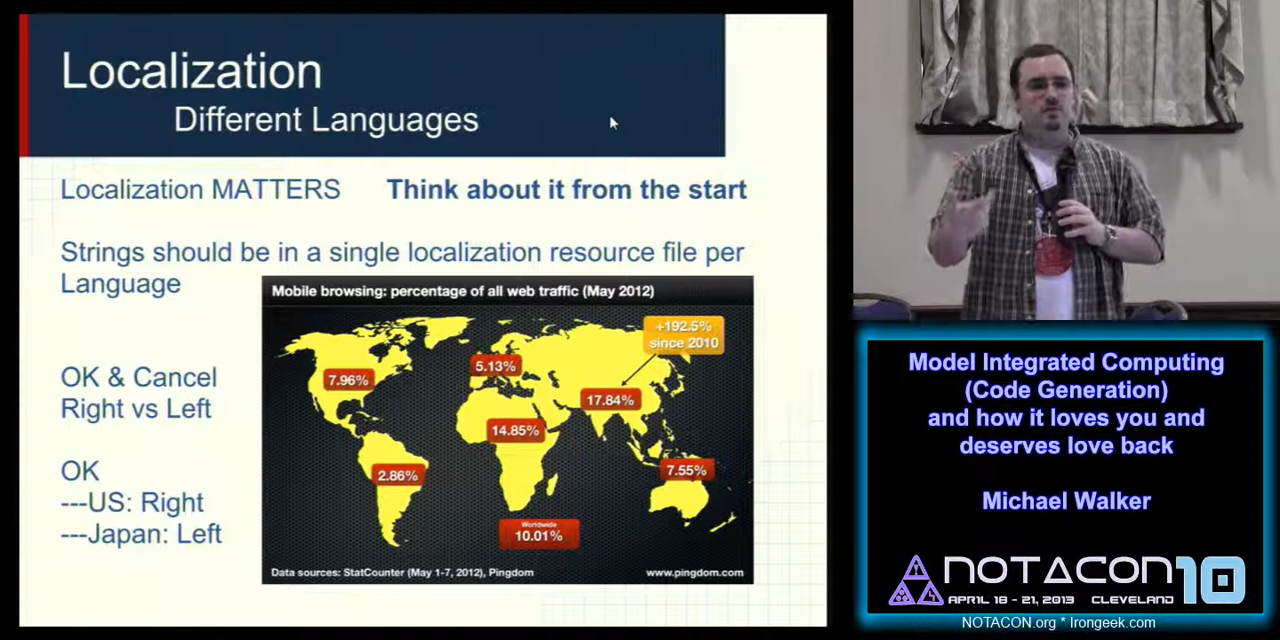 Localization
Different Languages
Localization MATTERS Think about it from the start
Strings should be in a single localization resource file per
Language
Mobile browsing: percentage of all web traffic (May 2012)
+192.5%
since 2010
7.96%
5.13%
17.84%
14.85%
2.86%
7.55%
Worldwide
10.01%
Data sources: StatCounter (May 1-7, 2012), Pingdom
www.pingdom.com
OK & Cancel
Right vs Left
OK
---US: Right
---Japan: Left
Model Integrated Computing
(Code Generation)
and how it loves you and
deserves love back
Michael Walker
NOTACON 10
APRIL 18 - 21, 2013 CLEVELAND
NOTACON.org * Irongeek.com